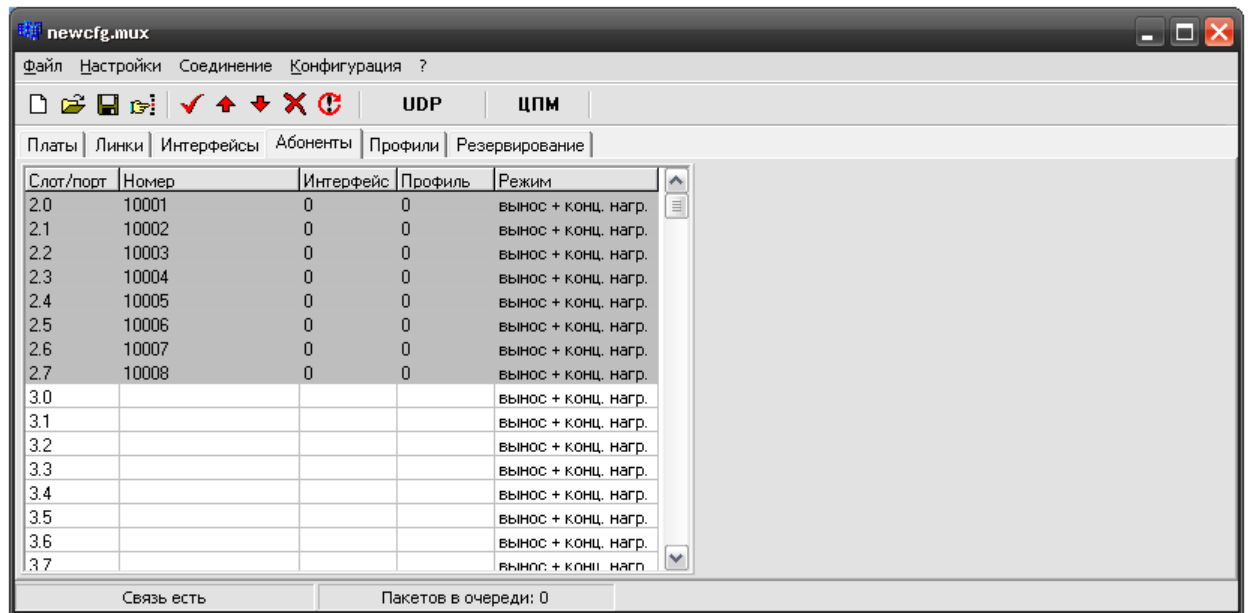 newcfg.mux
Файл Настройки Соединение Конфигурация ?
UDP ЦПМ
Платы Линки Интерфейсы Абоненты Профили Резервирование
Слот/порт Номер Интерфейс Профиль Режим
2.0 10001 0 0 вынос + конц. нагр.
2.1 10002 0 0 вынос + конц. нагр.
2.2 10003 0 0 вынос + конц. нагр.
2.3 10004 0 0 вынос + конц. нагр.
2.4 10005 0 0 вынос + конц. нагр.
2.5 10006 0 0 вынос + конц. нагр.
2.6 10007 0 0 вынос + конц. нагр.
2.7 10008 0 0 вынос + конц. нагр.
3.0 вынос + конц. нагр.
3.1 вынос + конц. нагр.
3.2 вынос + конц. нагр.
3.3 вынос + конц. нагр.
3.4 вынос + конц. нагр.
3.5 вынос + конц. нагр.
3.6 вынос + конц. нагр.
3.7 вынос + конц. нагр.
Связь есть Пакетов в очереди: 0